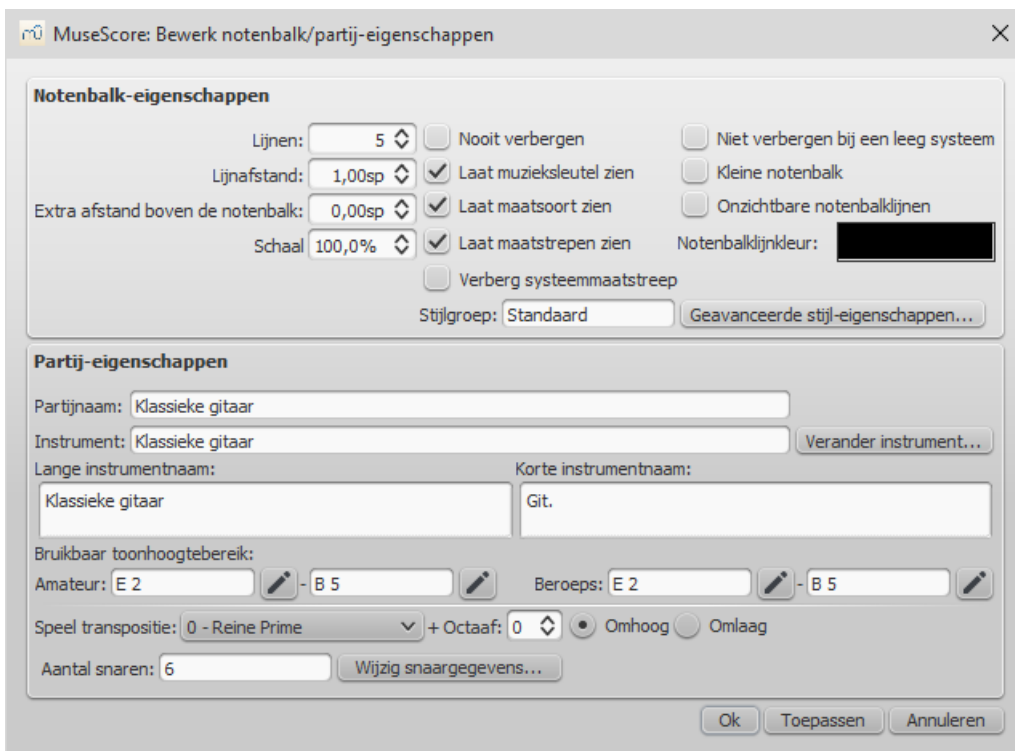 MuseScore: Bewerk notenbalk/partij-eigenschappen
Notenbalk-eigenschappen
Lijnen: 5 Nooit verbergen Niet verbergen bij een leeg systeem
Lijnafstand: 1,00sp Laat muzieksleutel zien Kleine notenbalk
Extra afstand boven de notenbalk: 0,00sp Laat maatsoort zien Onzichtbare notenbalklijnen
Schaal 100,0% Laat maatstrepen zien Notenbalklijnkleur:
Verberg systeemmaatstreep
Stijlgroep: Standaard Geavanceerde stijl-eigenschappen...
Partij-eigenschappen
Partijnaam: Klassieke gitaar
Instrument: Klassieke gitaar Verander instrument...
Lange instrumentnaam: Korte instrumentnaam:
Klassieke gitaar Git.
Bruikbaar toonhoogtebereik:
Amateur: E 2 - B 5 Beroeps: E 2 - B 5
Speel transpositie: 0 - Reine Prime + Octaaf: 0 Omhoog Omlaag
Aantal snaren: 6 Wijzig snaargegevens...
Ok Toepassen Annuleren